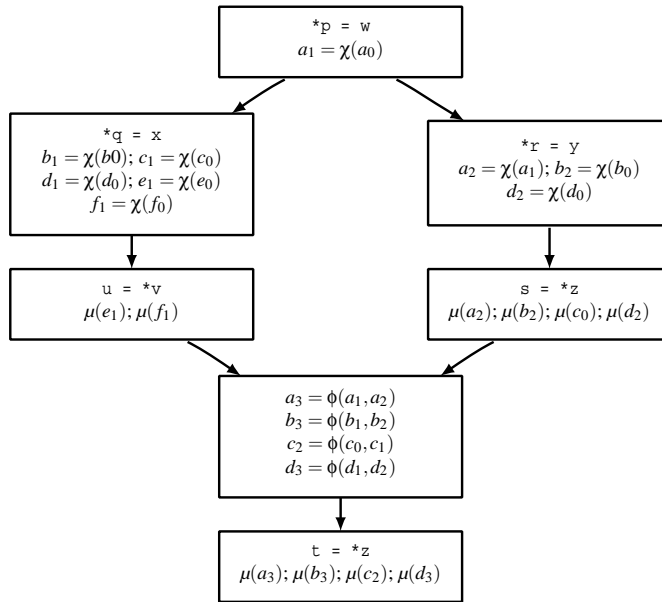 *p = w
a₁ = χ(a₀)
*q = x
b₁ = χ(b0); c₁ = χ(c₀)
d₁ = χ(d₀); e₁ = χ(e₀)
f₁ = χ(f₀)
*r = y
a₂ = χ(a₁); b₂ = χ(b₀)
d₂ = χ(d₀)
u = *v
μ(e₁); μ(f₁)
s = *z
μ(a₂); μ(b₂); μ(c₀); μ(d₂)
a₃ = ϕ(a₁,a₂)
b₃ = ϕ(b₁,b₂)
c₂ = ϕ(c₀,c₁)
d₃ = ϕ(d₁,d₂)
t = *z
μ(a₃); μ(b₃); μ(c₂); μ(d₃)